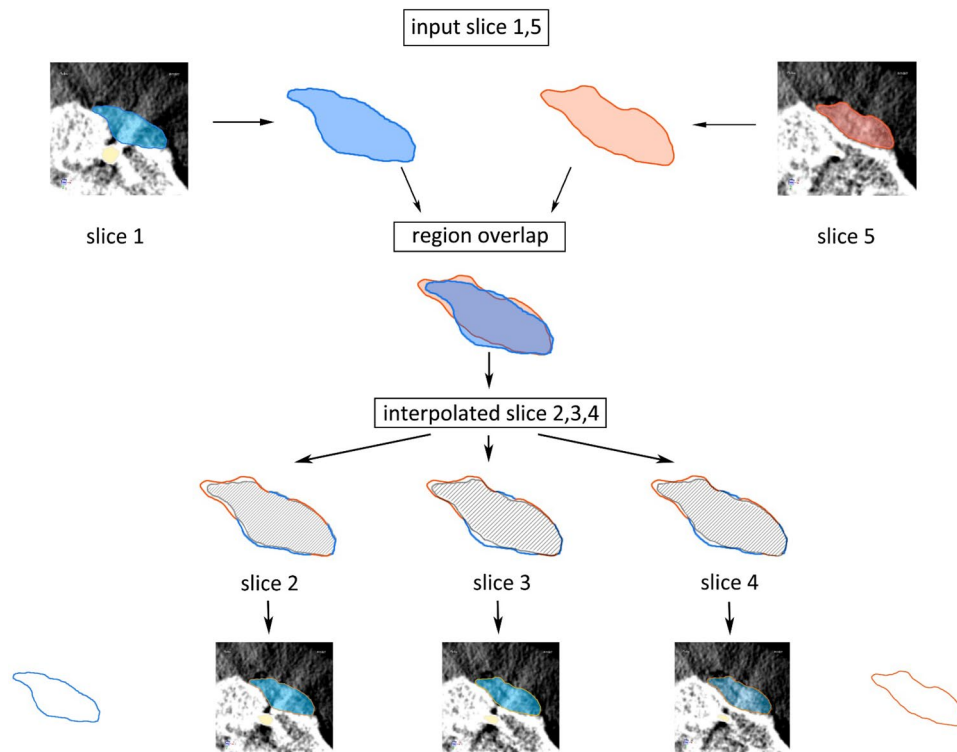 input slice 1,5
slice 1
slice 5
region overlap
interpolated slice 2,3,4
slice 2
slice 3
slice 4